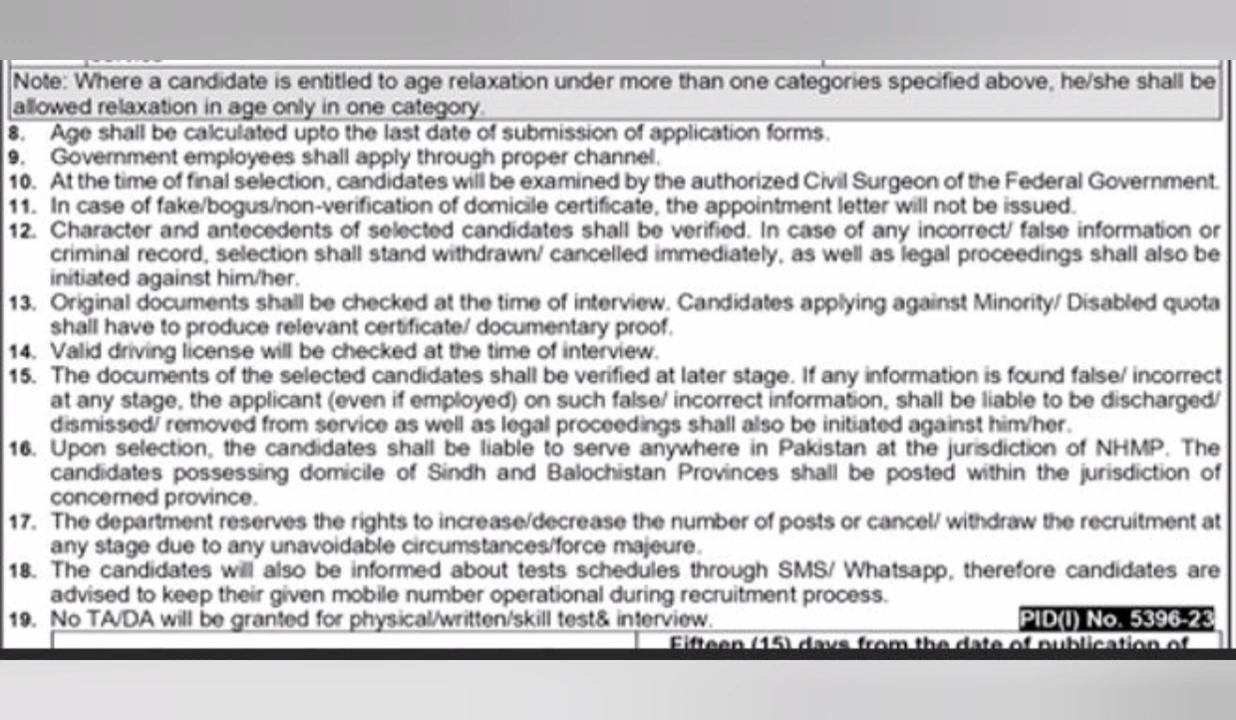 Note: Where a candidate is entitled to age relaxation under more than one categories specified above, he/she shall be
allowed relaxation in age only in one category.
8. Age shall be calculated upto the last date of submission of application forms.
9. Government employees shall apply through proper channel.
10. At the time of final selection, candidates will be examined by the authorized Civil Surgeon of the Federal Government.
11. In case of fake/bogus/non-verification of domicile certificate, the appointment letter will not be issued.
12. Character and antecedents of selected candidates shall be verified. In case of any incorrect/ false information or
criminal record, selection shall stand withdrawn/ cancelled immediately, as well as legal proceedings shall also be
initiated against him/her.
13. Original documents shall be checked at the time of interview. Candidates applying against Minority/ Disabled quota
shall have to produce relevant certificate/ documentary proof.
14. Valid driving license will be checked at the time of interview.
15. The documents of the selected candidates shall be verified at later stage. If any information is found false/ incorrect
at any stage, the applicant (even if employed) on such false/ incorrect information, shall be liable to be discharged/
dismissed/ removed from service as well as legal proceedings shall also be initiated against him/her.
16. Upon selection, the candidates shall be liable to serve anywhere in Pakistan at the jurisdiction of NHMP. The
candidates possessing domicile of Sindh and Balochistan Provinces shall be posted within the jurisdiction of
concerned province.
17. The department reserves the rights to increase/decrease the number of posts or cancel/ withdraw the recruitment at
any stage due to any unavoidable circumstances/force majeure.
18. The candidates will also be informed about tests schedules through SMS/ Whatsapp, therefore candidates are
advised to keep their given mobile number operational during recruitment process.
19. No TA/DA will be granted for physical/written/skill test& interview. PID(I) No. 5396-23
Fifteen (15) days from the date of publication of